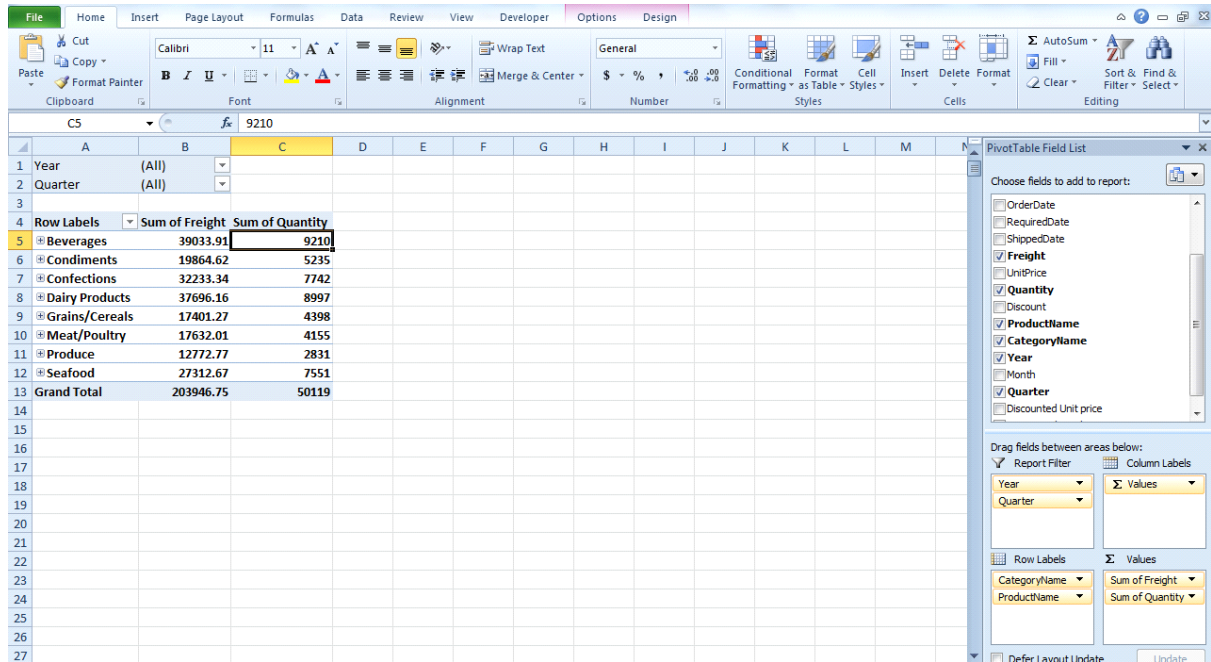 File Home Insert Page Layout Formulas Data Review View Developer Options Design
Cut
Copy
Format Painter
Paste
Calibri 11 A A
Wrap Text
General
B I U A
Merge & Center
$ % , .0 .00 .00 .0
Conditional Formatting
Format as Table
Cell Styles
Insert Delete Format
Σ AutoSum
Fill
Clear
Sort & Filter
Find & Select
Clipboard Font Alignment Number Styles Cells Editing
C5 fx 9210
A B C D E F G H I J K L M N
1 Year (All)
2 Quarter (All)
3
4 Row Labels Sum of Freight Sum of Quantity
5 Beverages 39033.91 9210
6 Condiments 19864.62 5235
7 Confections 32233.34 7742
8 Dairy Products 37696.16 8997
9 Grains/Cereals 17401.27 4398
10 Meat/Poultry 17632.01 4155
11 Produce 12772.77 2831
12 Seafood 27312.67 7551
13 Grand Total 203946.75 50119
14
15
16
17
18
19
20
21
22
23
24
25
26
27
PivotTable Field List
Choose fields to add to report:
OrderDate
RequiredDate
ShippedDate
Freight
UnitPrice
Quantity
Discount
ProductName
CategoryName
Year
Month
Quarter
Discounted Unit price
Drag fields between areas below:
Report Filter Column Labels
Year Σ Values
Quarter
Row Labels Σ Values
CategoryName Sum of Freight
ProductName Sum of Quantity
Defer Layout Update Update